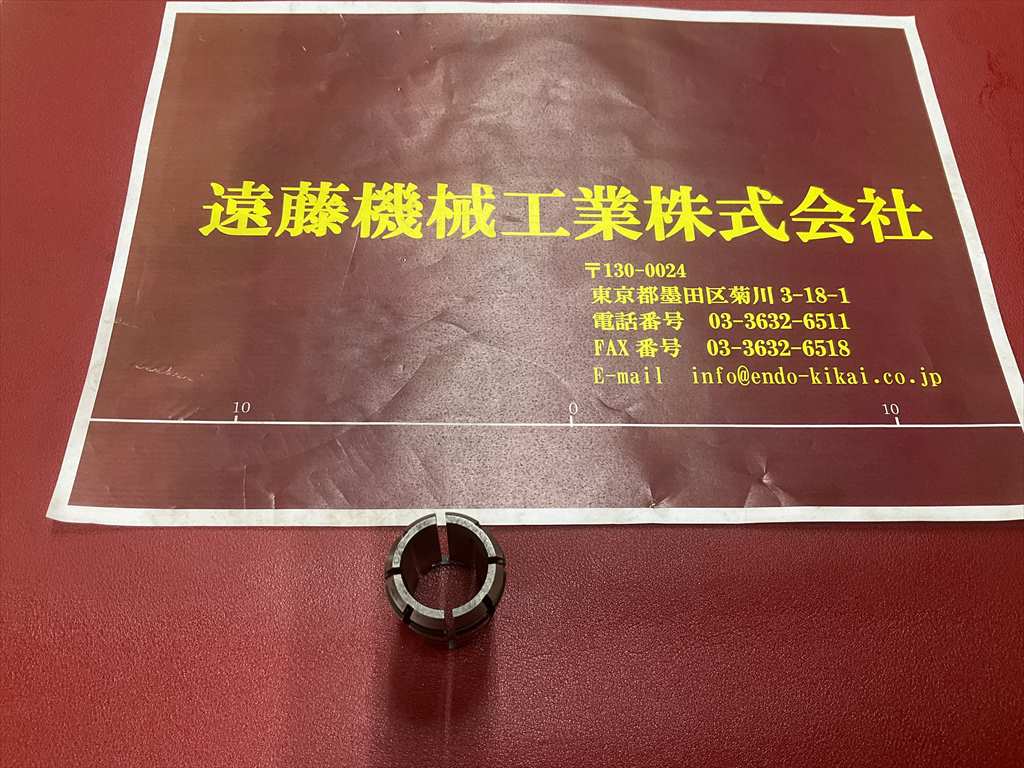 遠藤機械工業株式会社
〒130-0024
東京都墨田区菊川 3-18-1
電話番号 03-3632-6511
FAX 番号 03-3632-6518
E-mail info@endo-kikai.co.jp
10 0 10